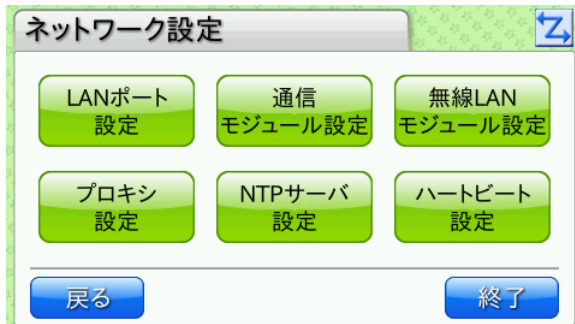 ネットワーク設定
Z
LANポート
設定
通信
モジュール設定
無線LAN
モジュール設定
プロキシ
設定
NTPサーバ
設定
ハートビート
設定
戻る
終了